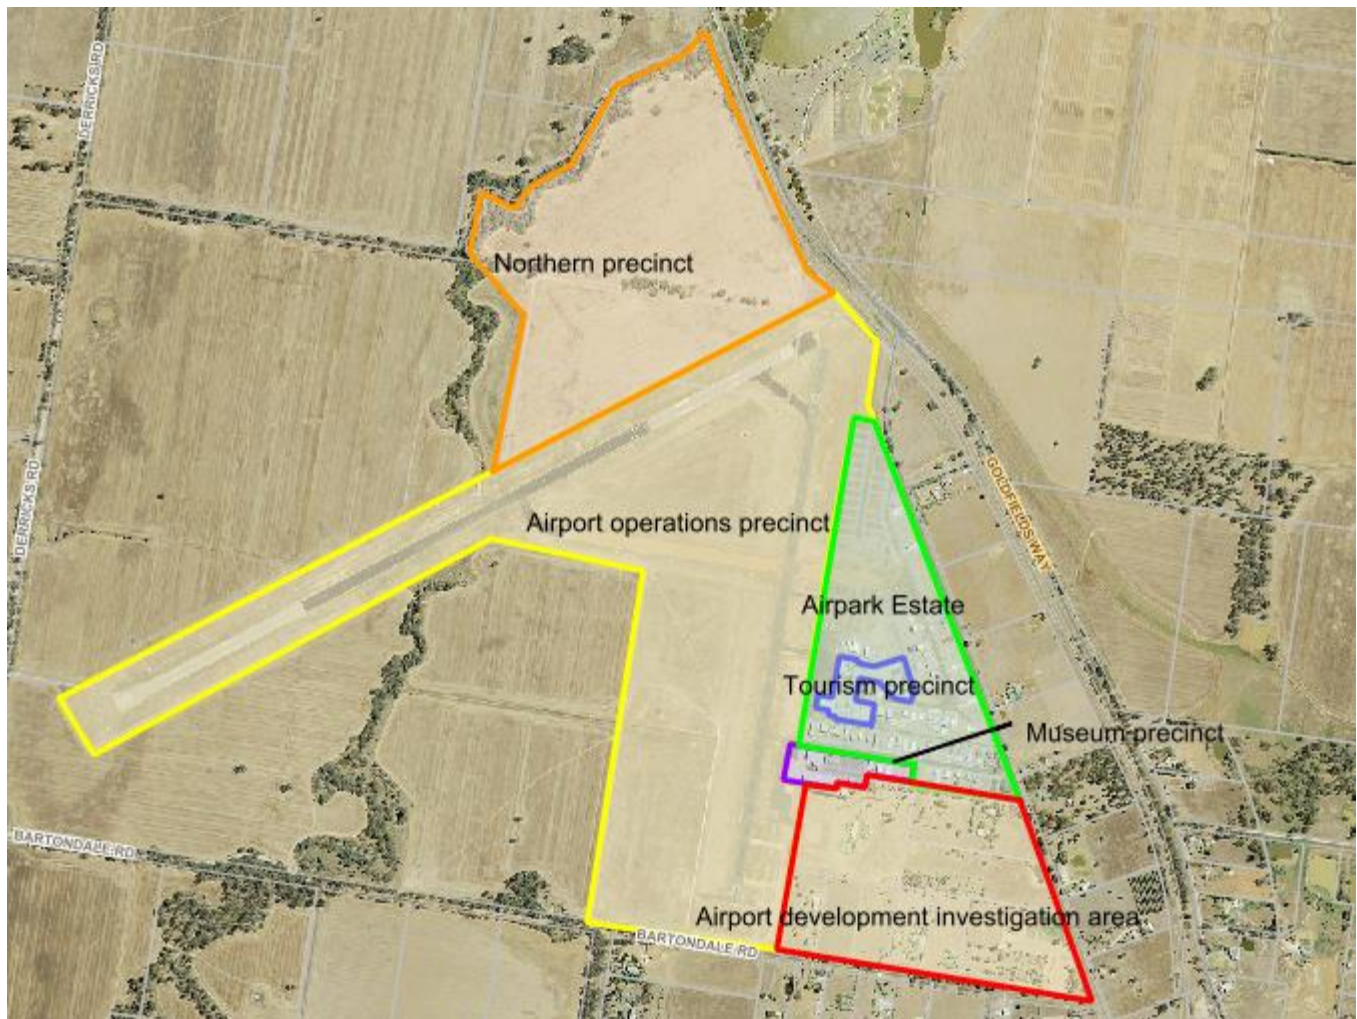 DERRICKS RD
Northern precinct
DERRICKS RD
GOLDFIELDS WAY
Airport operations precinct
Airpark Estate
Tourism precinct
Museum precinct
BARTONDALE RD
Airport development investigation area
BARTONDALE RD